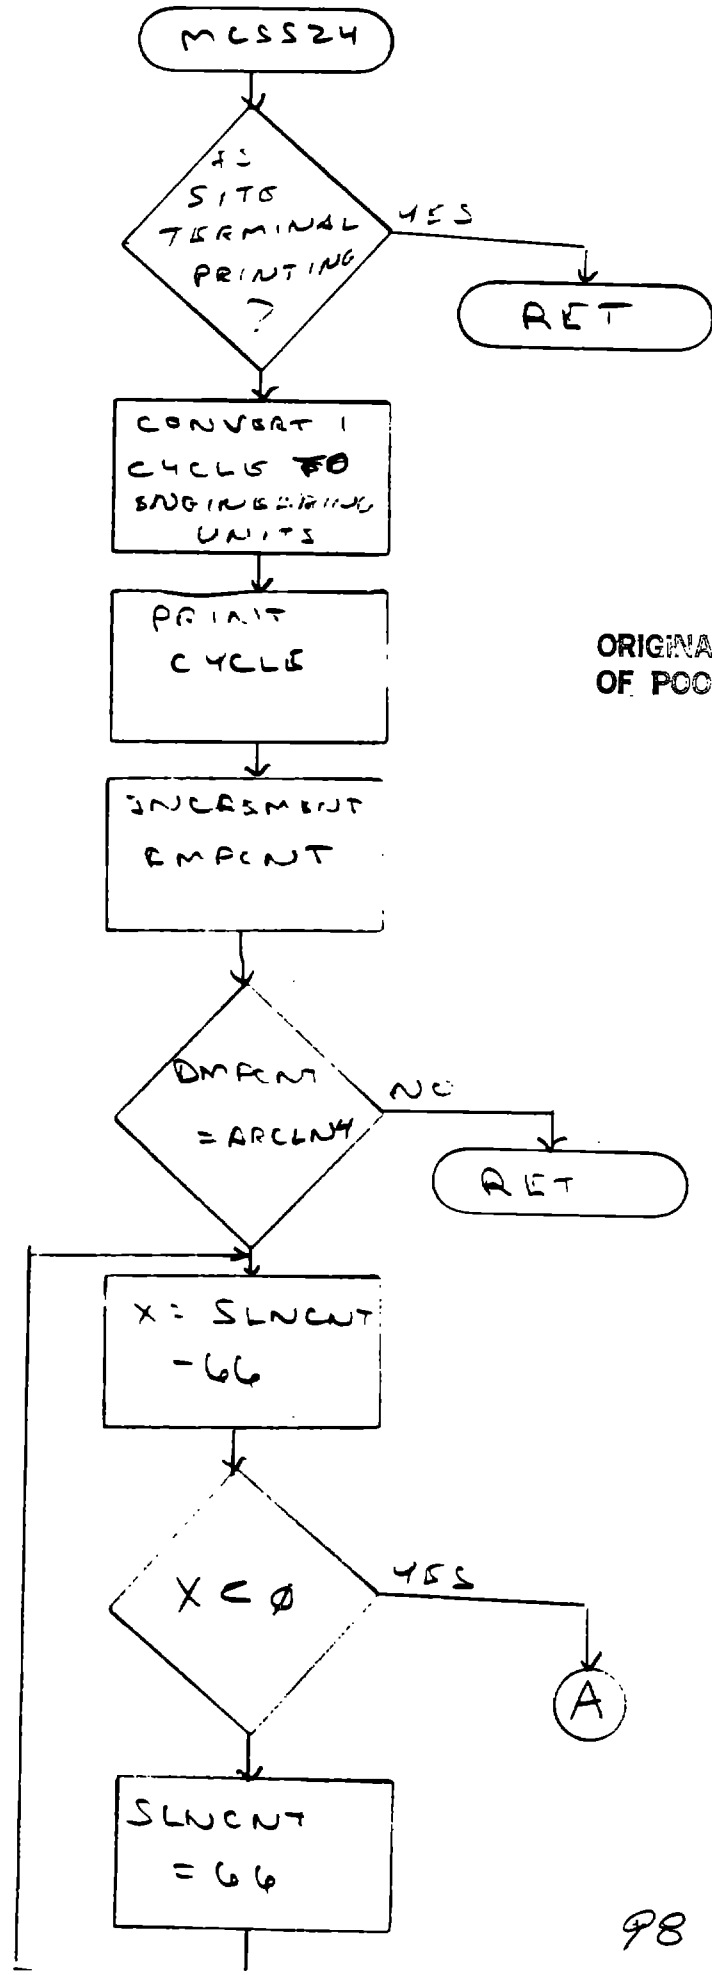 MCSS24
IS
SITE
TERMINAL
PRINTING
?
YES
RET
CONVERT 1
CYCLE TO
ENGINEERING
UNITS
PRINT
CYCLE
ORIGINA
OF POO
INCREMENT
DMPCNT
DMPCNT
= ARCLN4
NO
RET
X = SLNCNT
- 66
X < Ø
YES
A
SLNCNT
= 66
98